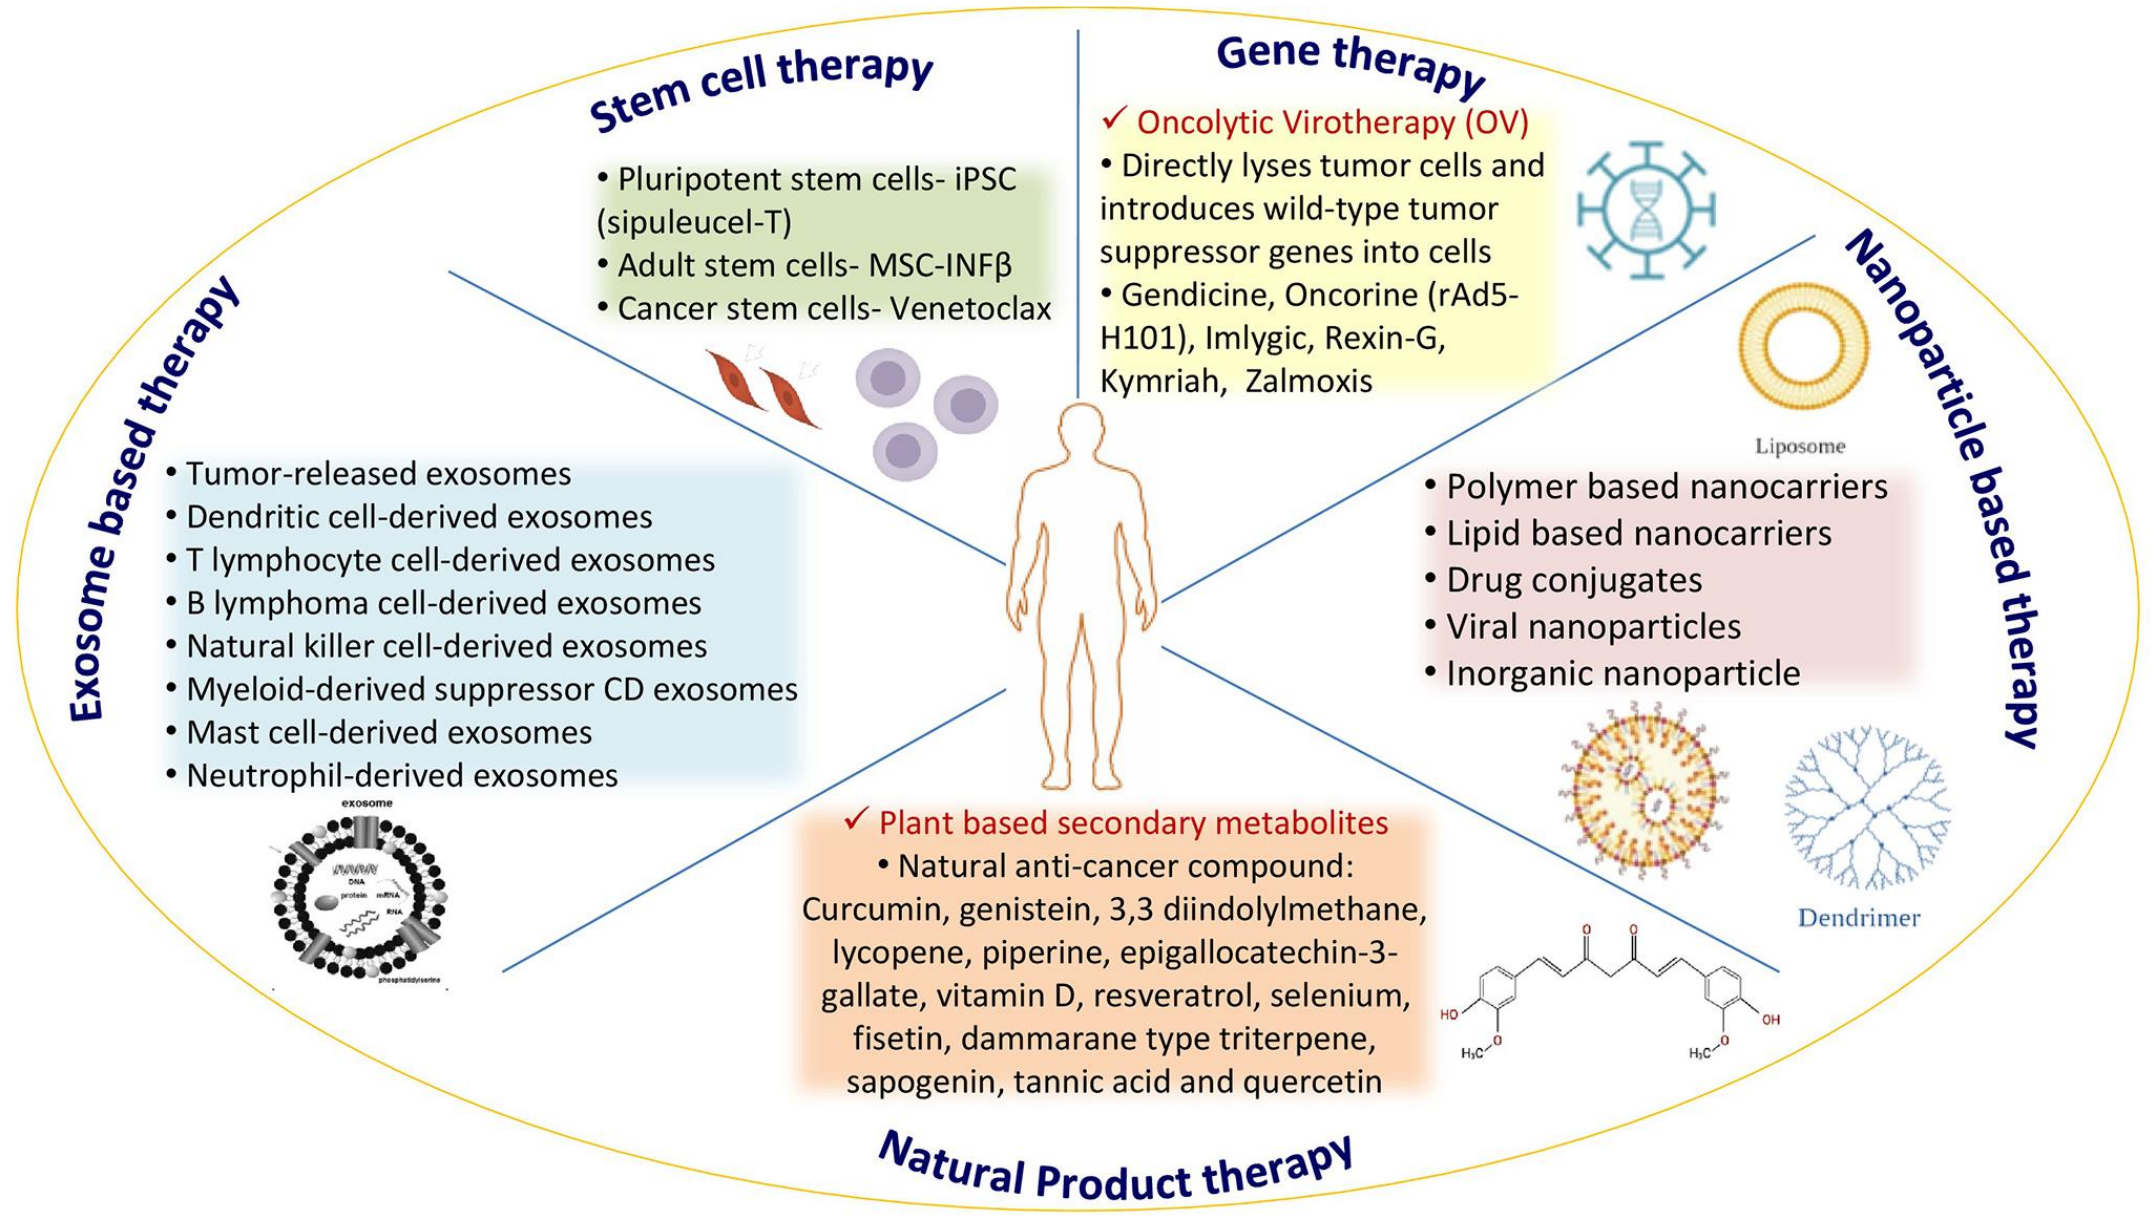 Stem cell therapy
• Pluripotent stem cells- iPSC
(sipuleucel-T)
• Adult stem cells- MSC-INFβ
• Cancer stem cells- Venetoclax
Gene therapy
✓ Oncolytic Virotherapy (OV)
• Directly lyses tumor cells and
introduces wild-type tumor
suppressor genes into cells
• Gendicine, Oncorine (rAd5-
H101), Imlygic, Rexin-G,
Kymriah, Zalmoxis
Nanoparticle based therapy
Liposome
• Polymer based nanocarriers
• Lipid based nanocarriers
• Drug conjugates
• Viral nanoparticles
• Inorganic nanoparticle
Dendrimer
Exosome based therapy
• Tumor-released exosomes
• Dendritic cell-derived exosomes
• T lymphocyte cell-derived exosomes
• B lymphoma cell-derived exosomes
• Natural killer cell-derived exosomes
• Myeloid-derived suppressor CD exosomes
• Mast cell-derived exosomes
• Neutrophil-derived exosomes
exosome
DNA
protein mRNA
RNA
phosphatidylserine
✓ Plant based secondary metabolites
• Natural anti-cancer compound:
Curcumin, genistein, 3,3 diindolylmethane,
lycopene, piperine, epigallocatechin-3-
gallate, vitamin D, resveratrol, selenium,
fisetin, dammarane type triterpene,
sapogenin, tannic acid and quercetin
O O
HO OH
O O
H₃C H₃C
Natural Product therapy